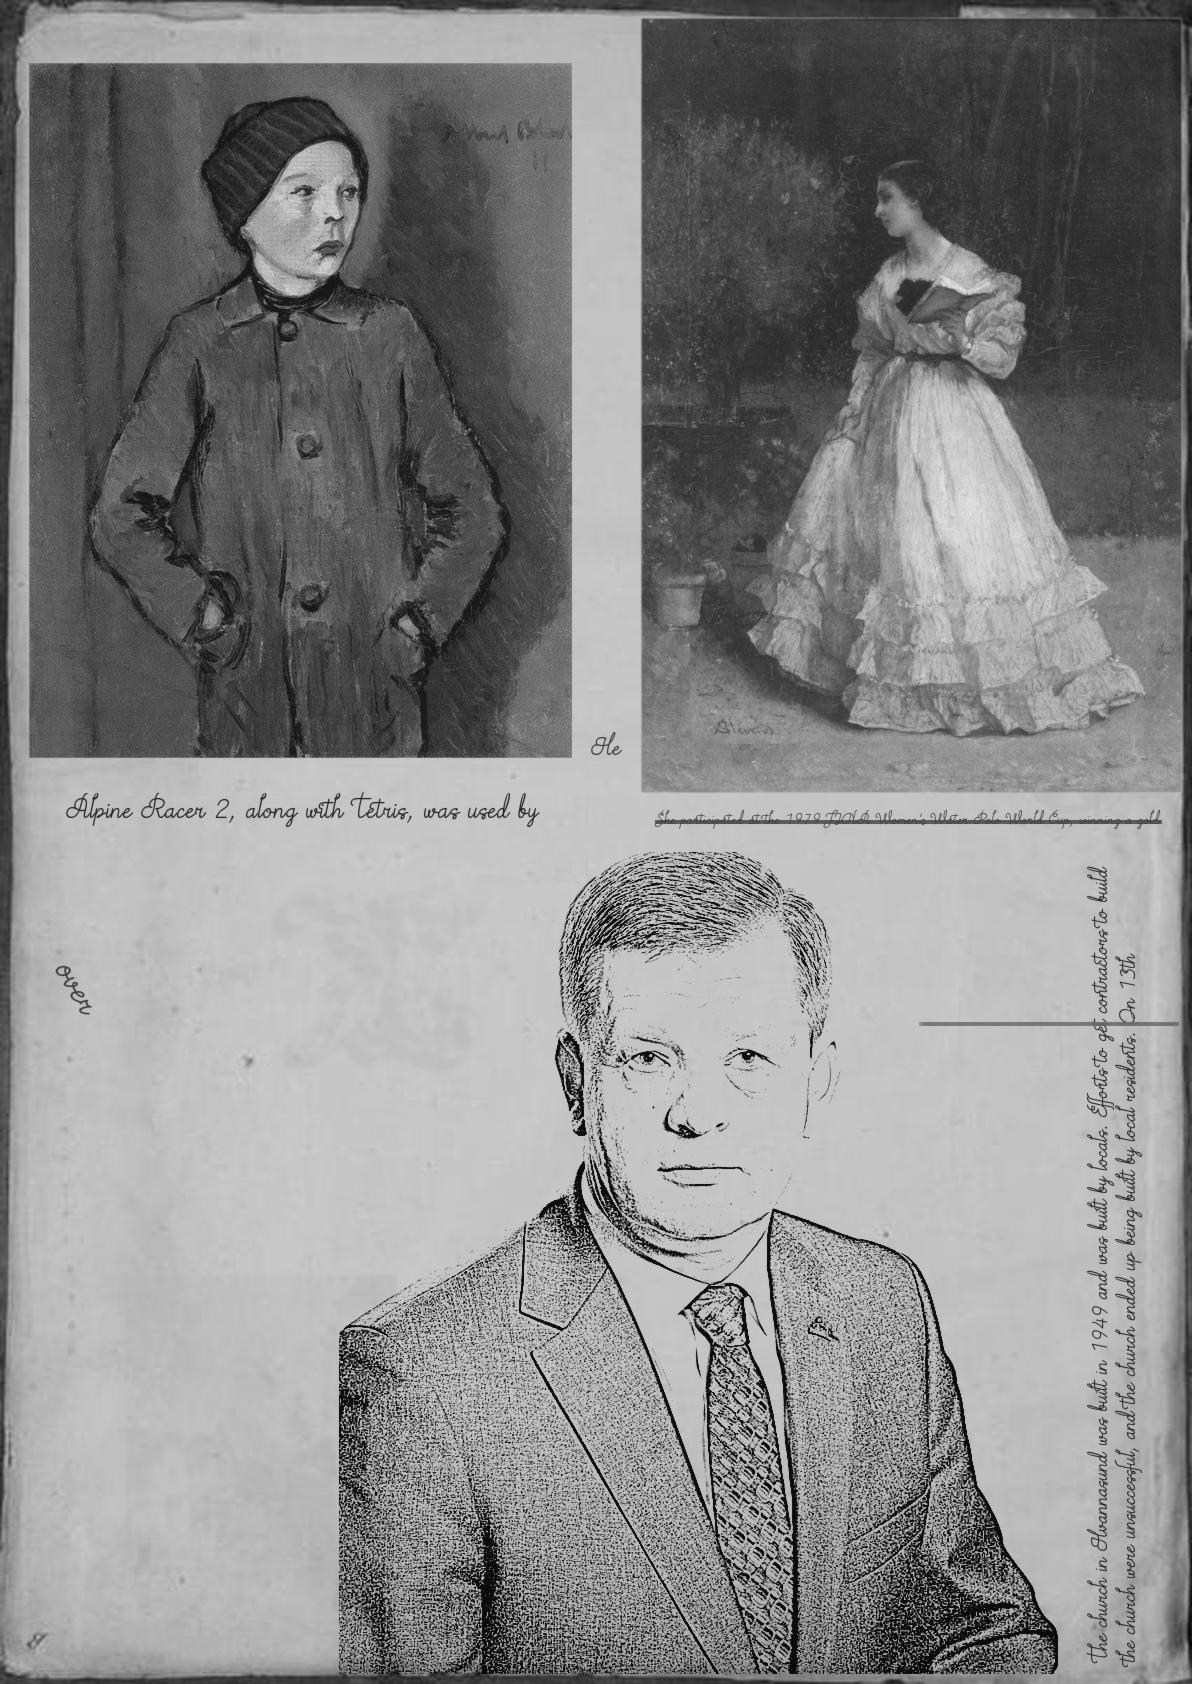 He
Alpine Racer 2, along with Tetris, was used by
She participated at the 1979 FINA Women's Water Polo World Cup, winning a gold
over
the church in Hvannasund was built in 1949 and was built by locals. Efforts to get contractors to build
the church were unsuccessful, and the church ended up being built by local residents. On 13th
Stevens